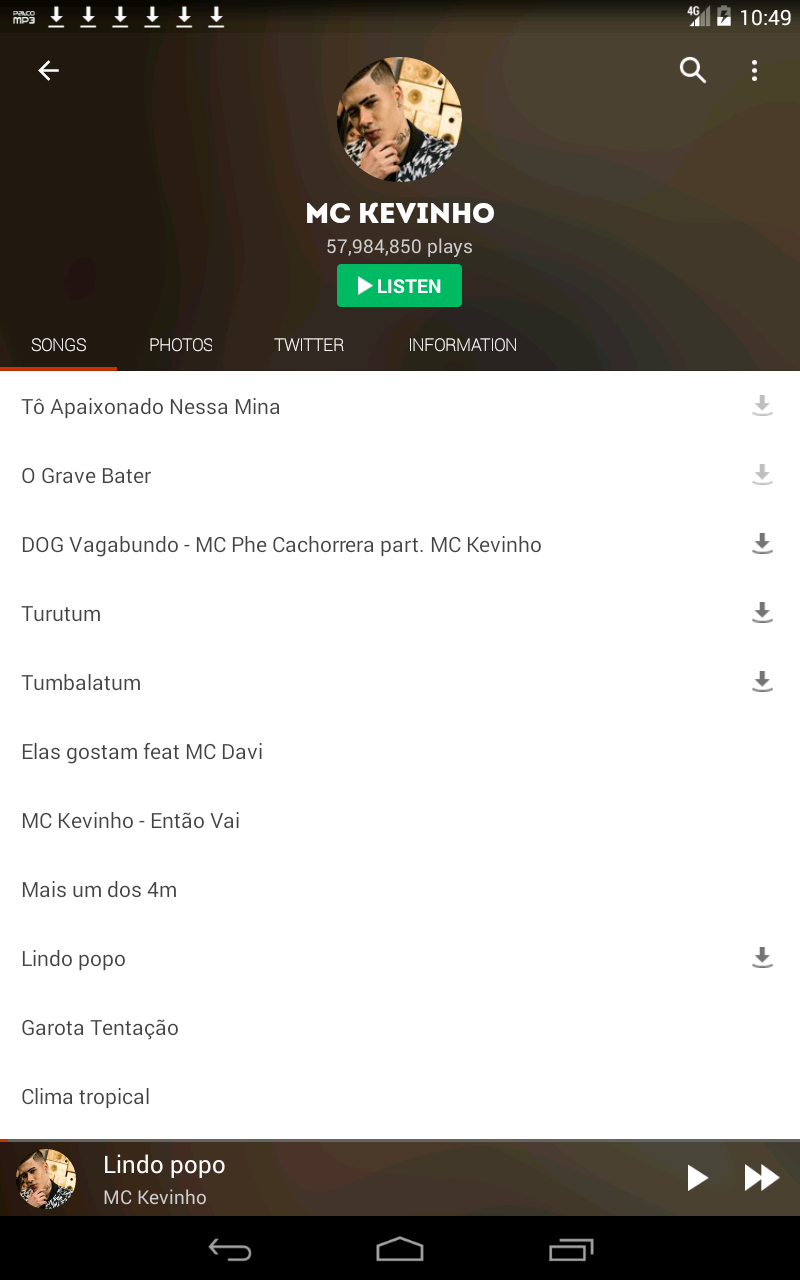 PALCO
MP3
4G
10:49
MC KEVINHO
57,984,850 plays
LISTEN
SONGS
PHOTOS
TWITTER
INFORMATION
Tô Apaixonado Nessa Mina
O Grave Bater
DOG Vagabundo - MC Phe Cachorrera part. MC Kevinho
Turutum
Tumbalatum
Elas gostam feat MC Davi
MC Kevinho - Então Vai
Mais um dos 4m
Lindo popo
Garota Tentação
Clima tropical
Lindo popo
MC Kevinho